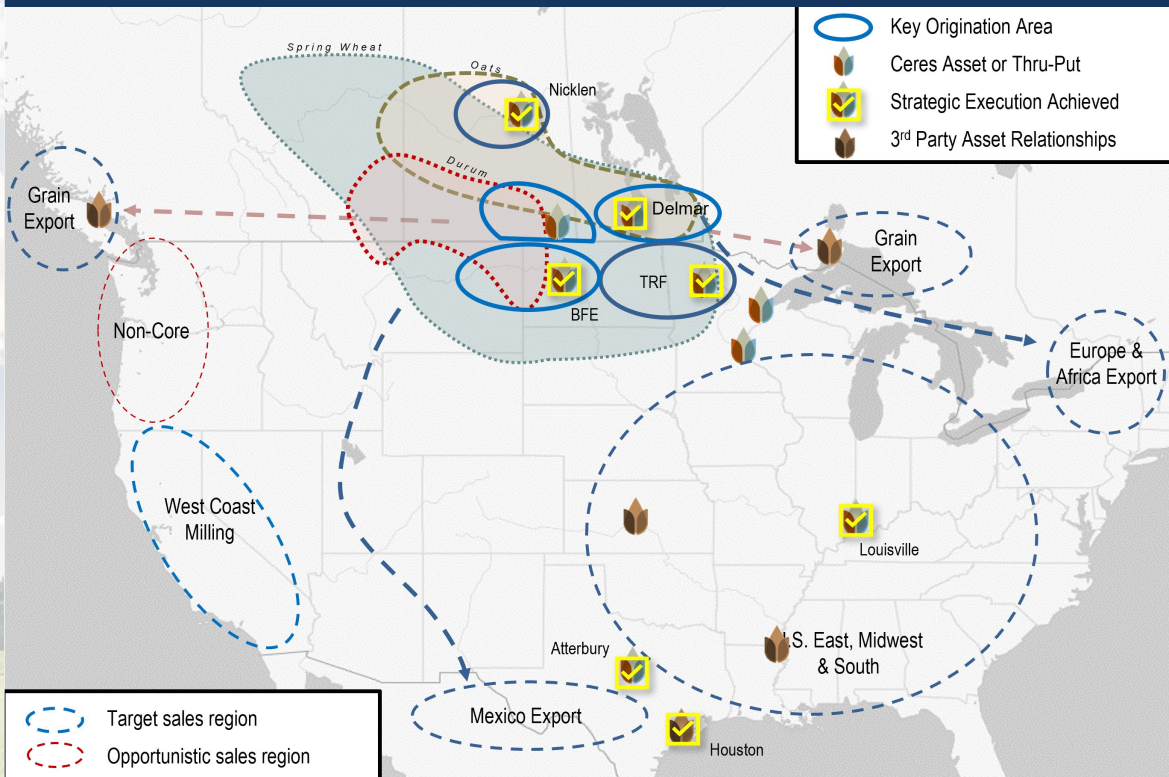 Key Origination Area
Ceres Asset or Thru-Put
Strategic Execution Achieved
3rd Party Asset Relationships
Spring Wheat
Oats
Nicklen
Durum
Grain
Export
Delmar
Grain
Export
TRF
BFE
Non-Core
Europe &
Africa Export
West Coast
Milling
Louisville
Atterbury
.S. East, Midwest
& South
Mexico Export
Houston
Target sales region
Opportunistic sales region